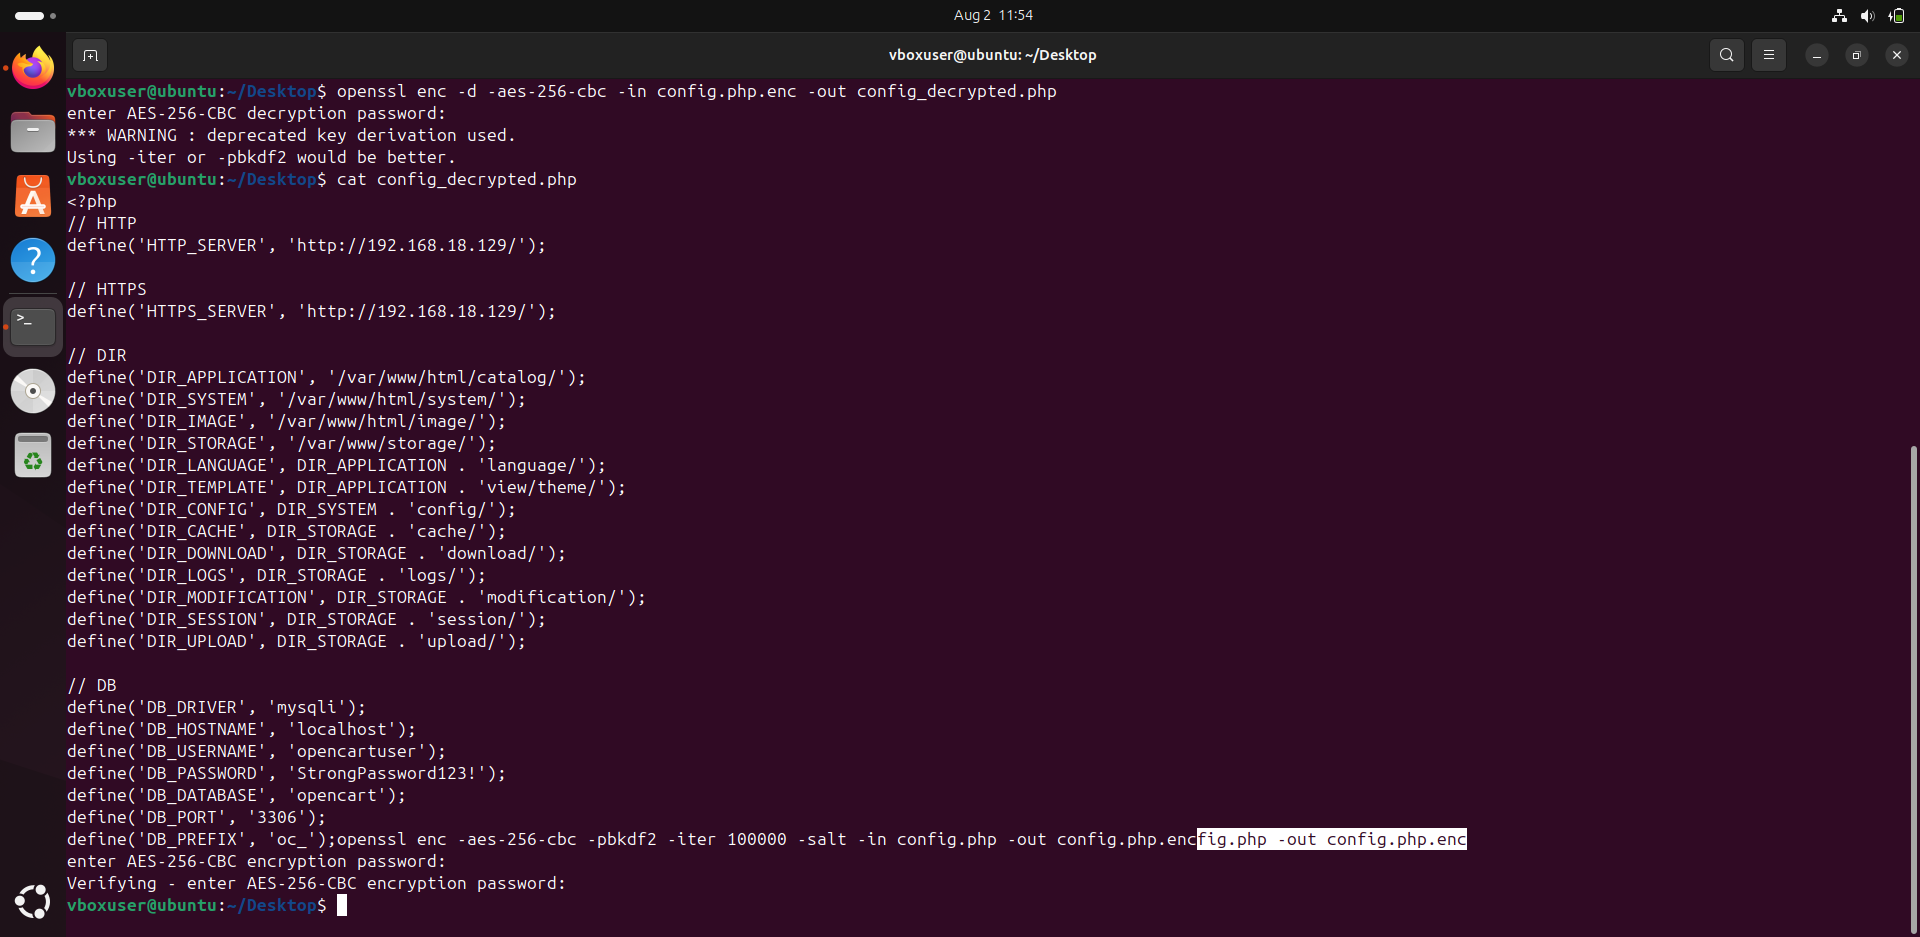 Aug 2 11:54
vboxuser@ubuntu: ~/Desktop
vboxuser@ubuntu:~/Desktop$ openssl enc -d -aes-256-cbc -in config.php.enc -out config_decrypted.php
enter AES-256-CBC decryption password:
*** WARNING : deprecated key derivation used.
Using -iter or -pbkdf2 would be better.
vboxuser@ubuntu:~/Desktop$ cat config_decrypted.php
<?php
// HTTP
define('HTTP_SERVER', 'http://192.168.18.129/');

// HTTPS
define('HTTPS_SERVER', 'http://192.168.18.129/');

// DIR
define('DIR_APPLICATION', '/var/www/html/catalog/');
define('DIR_SYSTEM', '/var/www/html/system/');
define('DIR_IMAGE', '/var/www/html/image/');
define('DIR_STORAGE', '/var/www/storage/');
define('DIR_LANGUAGE', DIR_APPLICATION . 'language/');
define('DIR_TEMPLATE', DIR_APPLICATION . 'view/theme/');
define('DIR_CONFIG', DIR_SYSTEM . 'config/');
define('DIR_CACHE', DIR_STORAGE . 'cache/');
define('DIR_DOWNLOAD', DIR_STORAGE . 'download/');
define('DIR_LOGS', DIR_STORAGE . 'logs/');
define('DIR_MODIFICATION', DIR_STORAGE . 'modification/');
define('DIR_SESSION', DIR_STORAGE . 'session/');
define('DIR_UPLOAD', DIR_STORAGE . 'upload/');

// DB
define('DB_DRIVER', 'mysqli');
define('DB_HOSTNAME', 'localhost');
define('DB_USERNAME', 'opencartuser');
define('DB_PASSWORD', 'StrongPassword123!');
define('DB_DATABASE', 'opencart');
define('DB_PORT', '3306');
define('DB_PREFIX', 'oc_');openssl enc -aes-256-cbc -pbkdf2 -iter 100000 -salt -in config.php -out config.php.encfig.php -out config.php.enc
enter AES-256-CBC encryption password:
Verifying - enter AES-256-CBC encryption password:
vboxuser@ubuntu:~/Desktop$